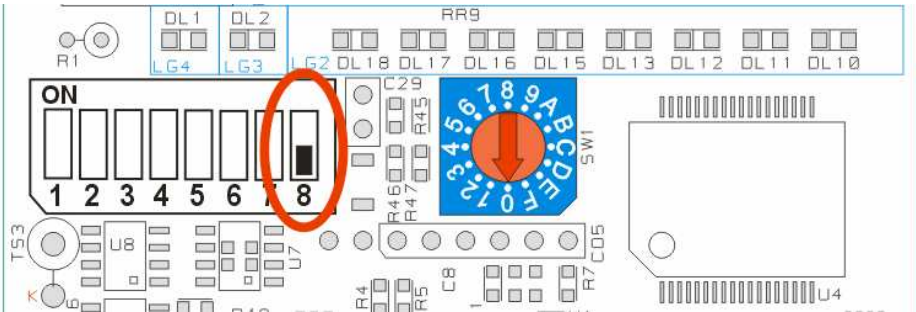 RR9
DL1 DL2
R1
LG4 LG3 LG2 DL18 DL17 DL16 DL15 DL13 DL12 DL11 DL10
ON
1 2 3 4 5 6 7 8
C29
R45
R46
R47
0 1 2 3 4 5 6 7 8 9 A B C D E F
SW1
TS3
U8
U7
CO5
K
C8
R7
R4
R5
1
U4